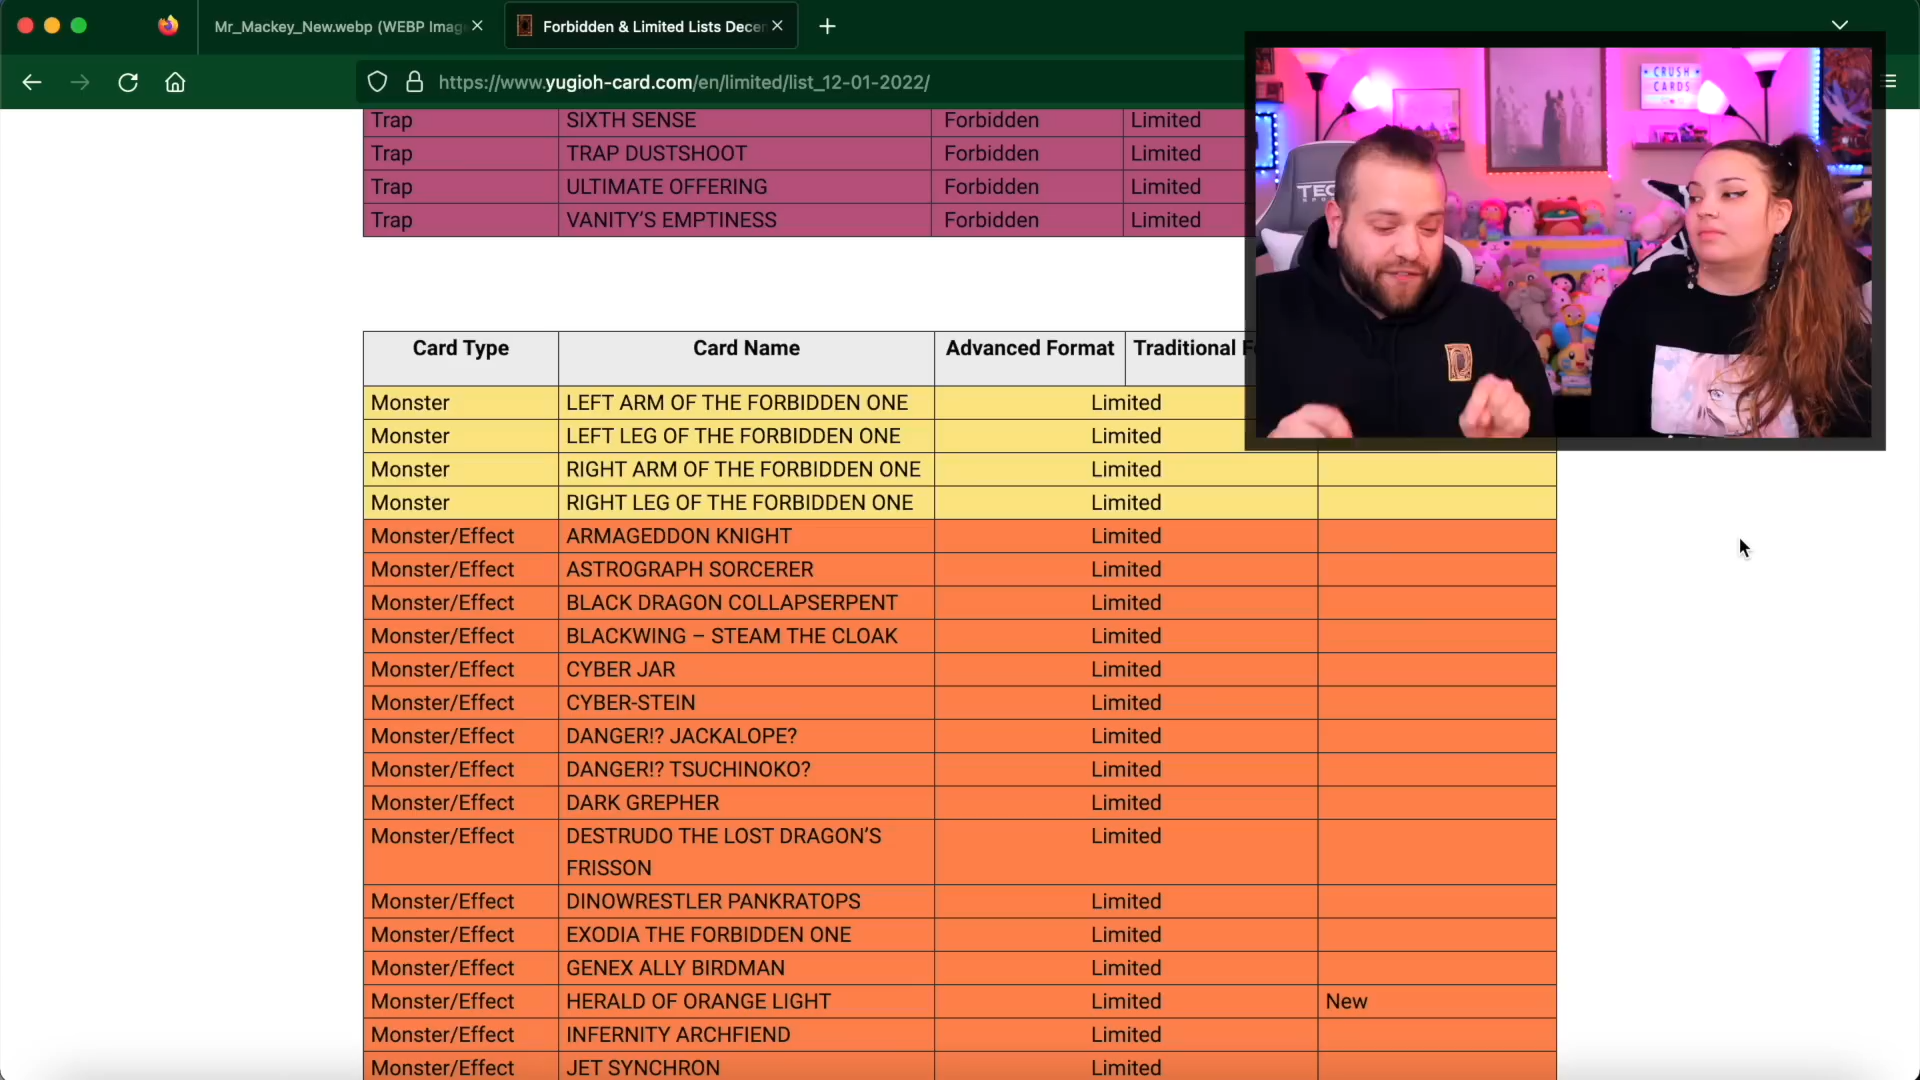 Mr_Mackey_New.webp (WEBP Imag
Forbidden & Limited Lists Decem
https://www.yugioh-card.com/en/limited/list_12-01-2022/
Trap SIXTH SENSE Forbidden Limited
Trap TRAP DUSTSHOOT Forbidden Limited
Trap ULTIMATE OFFERING Forbidden Limited
Trap VANITY’S EMPTINESS Forbidden Limited
CRUSH
CARDS
Card Type Card Name Advanced Format Traditional F
Monster LEFT ARM OF THE FORBIDDEN ONE Limited
Monster LEFT LEG OF THE FORBIDDEN ONE Limited
Monster RIGHT ARM OF THE FORBIDDEN ONE Limited
Monster RIGHT LEG OF THE FORBIDDEN ONE Limited
Monster/Effect ARMAGEDDON KNIGHT Limited
Monster/Effect ASTROGRAPH SORCERER Limited
Monster/Effect BLACK DRAGON COLLAPSERPENT Limited
Monster/Effect BLACKWING – STEAM THE CLOAK Limited
Monster/Effect CYBER JAR Limited
Monster/Effect CYBER-STEIN Limited
Monster/Effect DANGER!? JACKALOPE? Limited
Monster/Effect DANGER!? TSUCHINOKO? Limited
Monster/Effect DARK GREPHER Limited
Monster/Effect DESTRUDO THE LOST DRAGON’S Limited
FRISSON
Monster/Effect DINOWRESTLER PANKRATOPS Limited
Monster/Effect EXODIA THE FORBIDDEN ONE Limited
Monster/Effect GENEX ALLY BIRDMAN Limited
Monster/Effect HERALD OF ORANGE LIGHT Limited New
Monster/Effect INFERNITY ARCHFIEND Limited
Monster/Effect JET SYNCHRON Limited